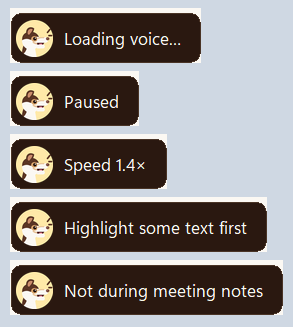 Loading voice...
Paused
Speed 1.4×
Highlight some text first
Not during meeting notes